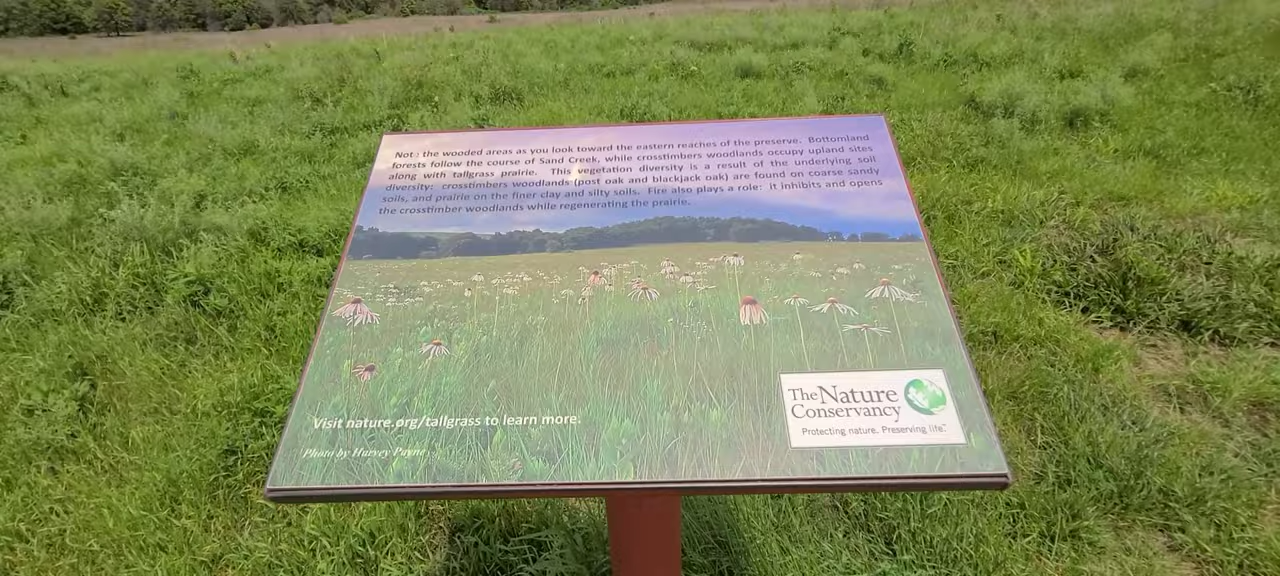 Not : the wooded areas as you look toward the eastern reaches of the preserve. Bottomland
forests follow the course of Sand Creek, while crosstimbers woodlands occupy upland sites
along with tallgrass prairie. This vegetation diversity is a result of the underlying soil
diversity: crosstimbers woodlands (post oak and blackjack oak) are found on coarse sandy
soils, and prairie on the finer clay and silty soils. Fire also plays a role: it inhibits and opens
the crosstimber woodlands while regenerating the prairie.
The Nature
Conservancy
Protecting nature. Preserving life.™
Visit nature.org/tallgrass to learn more.
Photo by Harvey Payne